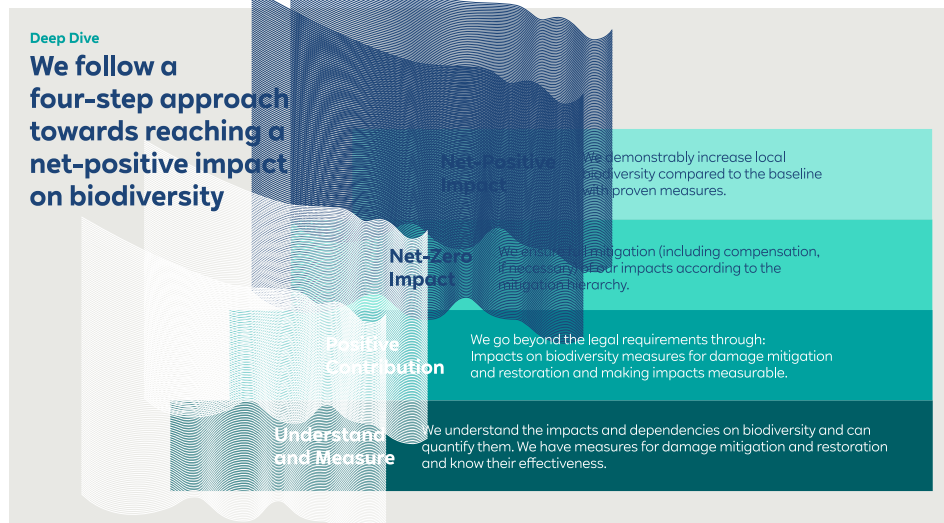 Deep Dive
We follow a
four-step approach
towards reaching a
net-positive impact
on biodiversity
Net-Positive
Impact
We demonstrably increase local
biodiversity compared to the baseline
with proven measures.
Net-Zero
Impact
We ensure full mitigation (including compensation,
if necessary) of our impacts according to the
mitigation hierarchy.
Positive
Contribution
We go beyond the legal requirements through:
Impacts on biodiversity measures for damage mitigation
and restoration and making impacts measurable.
Understand
and Measure
We understand the impacts and dependencies on biodiversity and can
quantify them. We have measures for damage mitigation and restoration
and know their effectiveness.